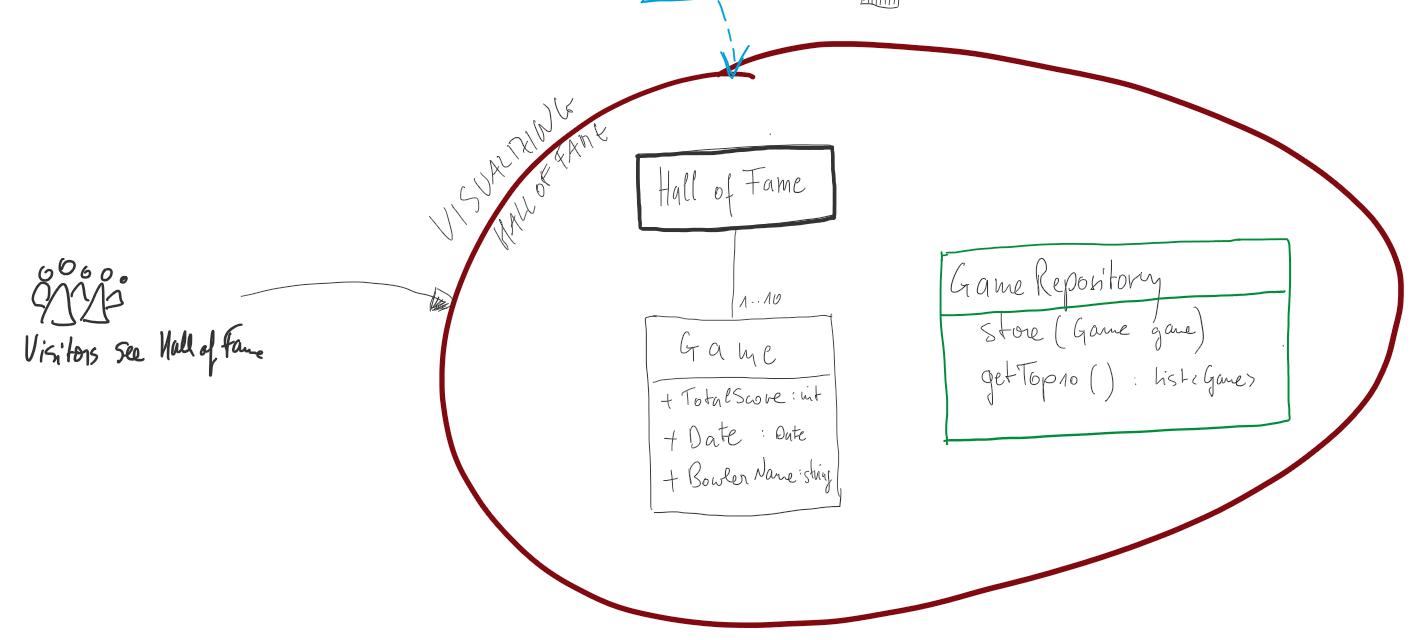 VISUALIZING
HALL OF FAME
Hall of Fame
1..10
Game
+ TotalScore : int
+ Date : Date
+ BowlerName : string
GameRepository
store (Game game)
getTop10 () : List<Game>
Visitors see Hall of Fame